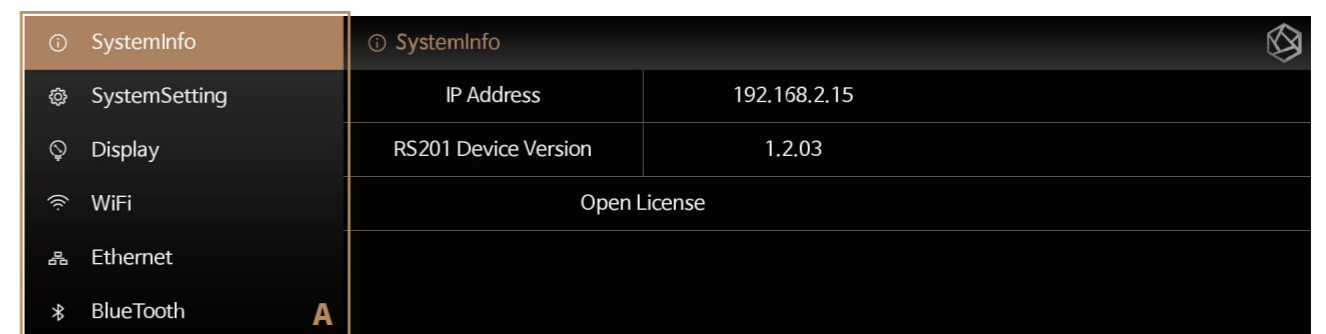 SystemInfo
SystemSetting
Display
WiFi
Ethernet
BlueTooth
A
SystemInfo
IP Address 192.168.2.15
RS201 Device Version 1.2.03
Open License